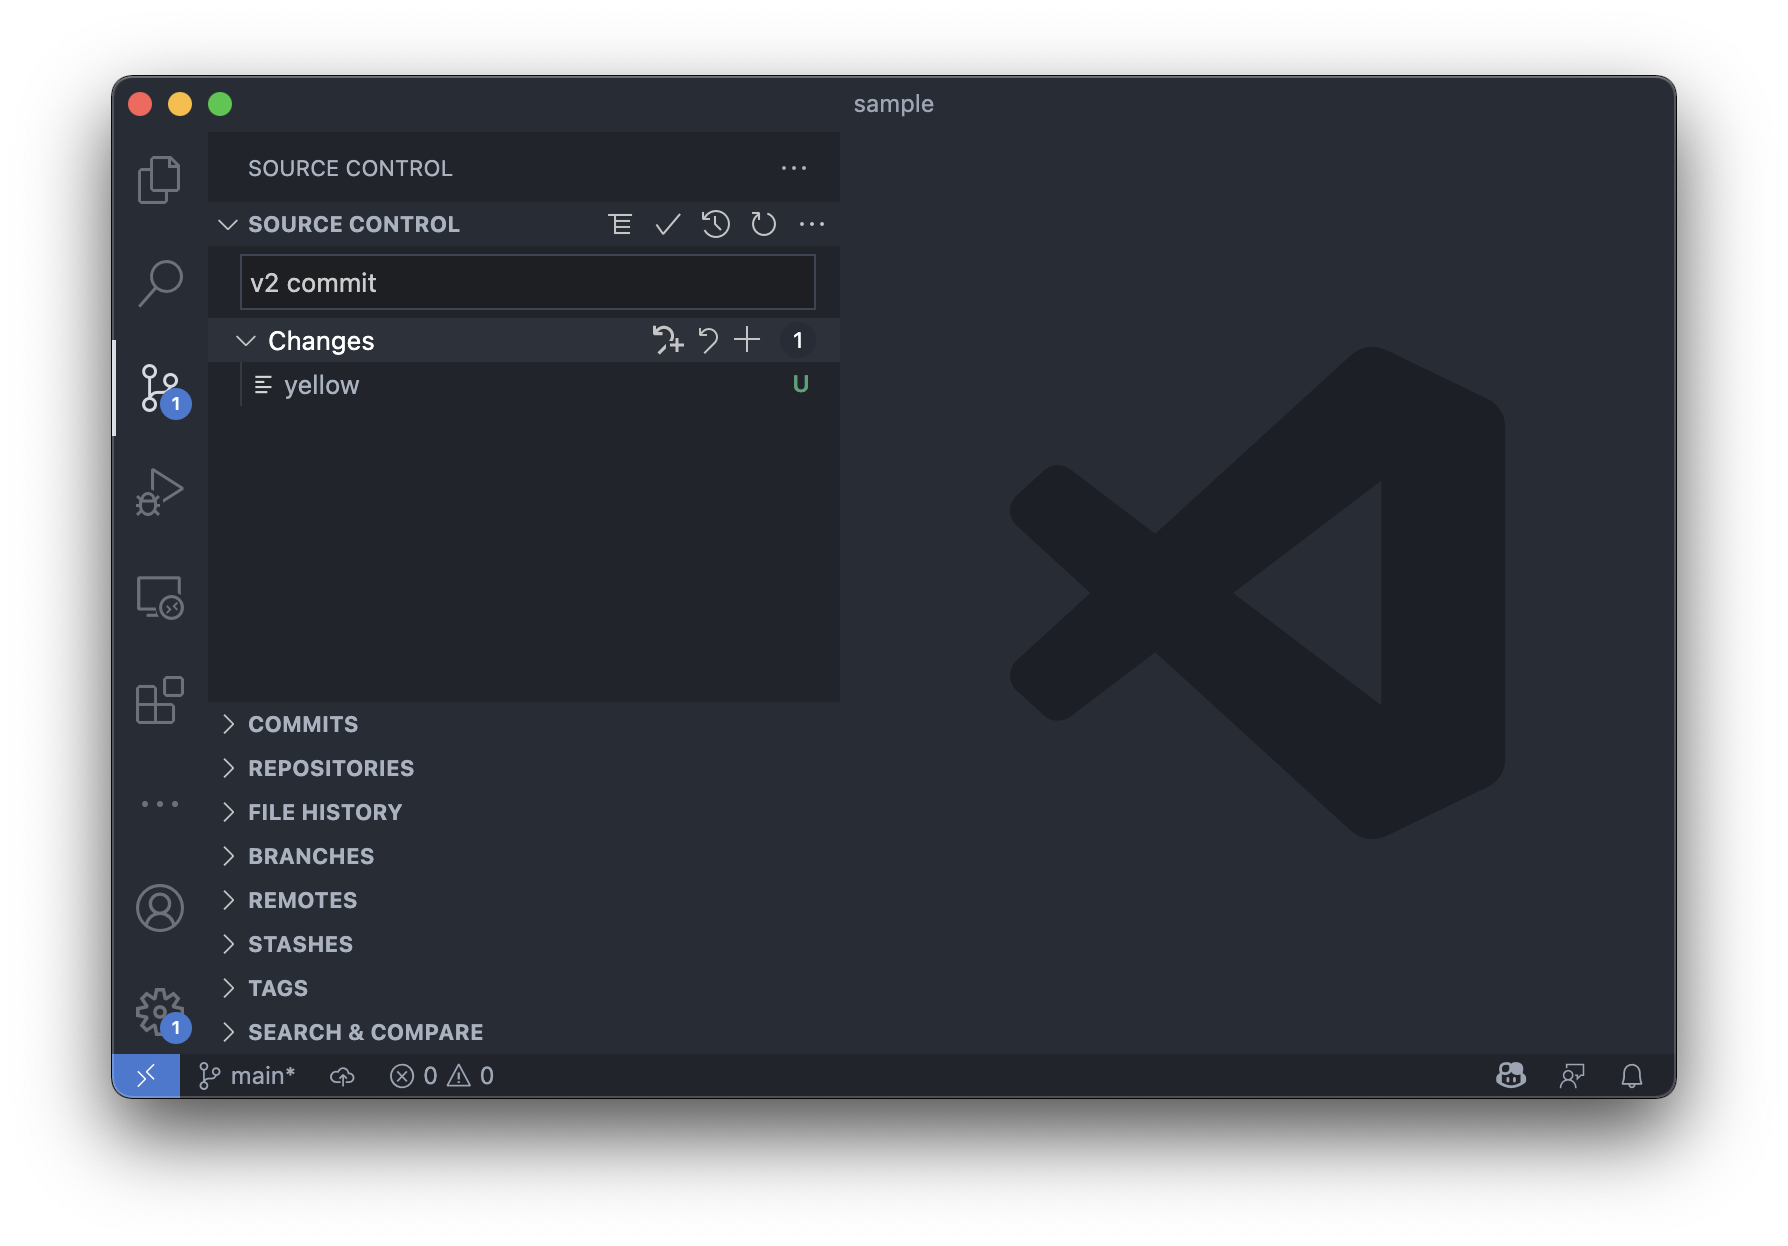 sample
SOURCE CONTROL
SOURCE CONTROL
v2 commit
Changes 1
yellow U
1
COMMITS
REPOSITORIES
FILE HISTORY
BRANCHES
REMOTES
STASHES
TAGS
1
SEARCH & COMPARE
main* 0 0